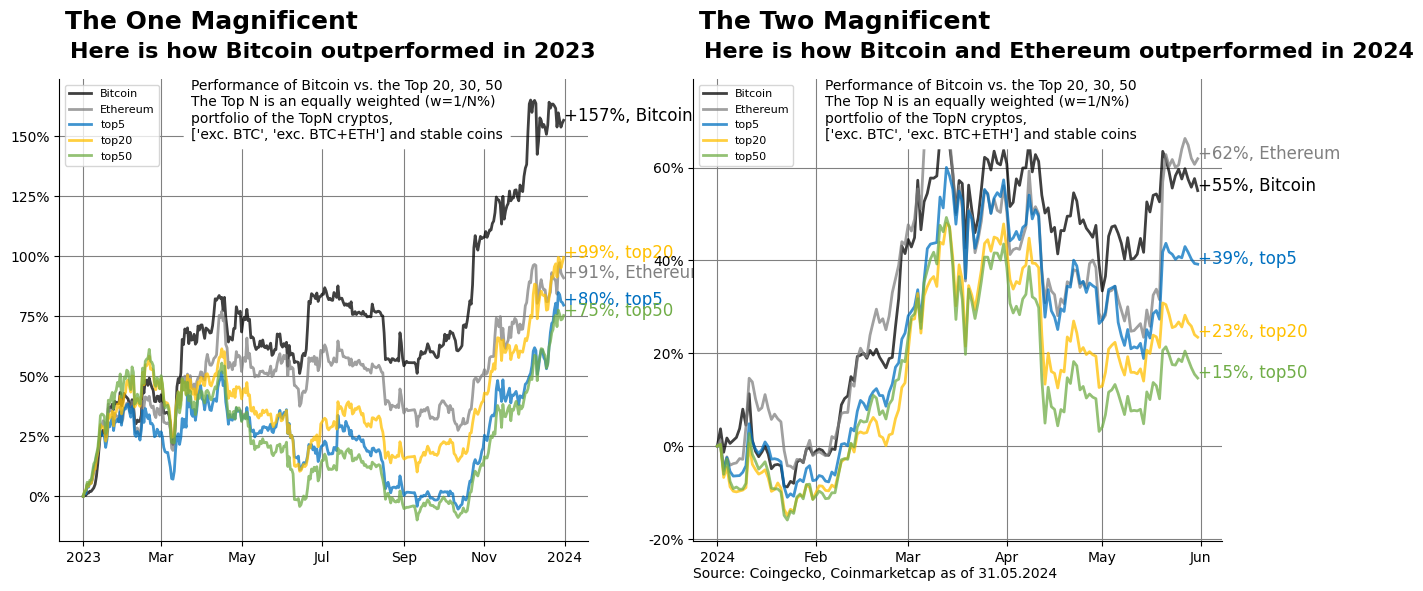 The One Magnificent
Here is how Bitcoin outperformed in 2023
Bitcoin
Ethereum
top5
top20
top50
Performance of Bitcoin vs. the Top 20, 30, 50
The Top N is an equally weighted (w=1/N%)
portfolio of the TopN cryptos,
['exc. BTC', 'exc. BTC+ETH'] and stable coins
150%
125%
100%
75%
50%
25%
0%
+157%, Bitcoin
+99%, top20
+91%, Ethereum
+80%, top5
+75%, top50
2023
Mar
May
Jul
Sep
Nov
2024
The Two Magnificent
Here is how Bitcoin and Ethereum outperformed in 2024
Bitcoin
Ethereum
top5
top20
top50
Performance of Bitcoin vs. the Top 20, 30, 50
The Top N is an equally weighted (w=1/N%)
portfolio of the TopN cryptos,
['exc. BTC', 'exc. BTC+ETH'] and stable coins
60%
40%
20%
0%
-20%
+62%, Ethereum
+55%, Bitcoin
+39%, top5
+23%, top20
+15%, top50
2024
Feb
Mar
Apr
May
Jun
Source: Coingecko, Coinmarketcap as of 31.05.2024